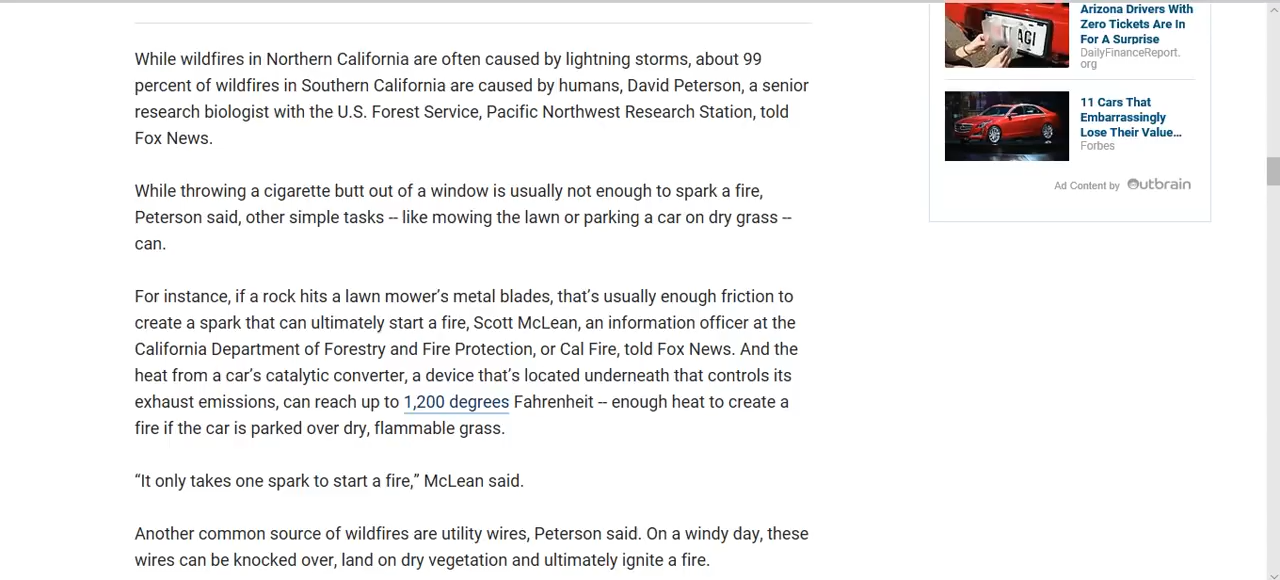 While wildfires in Northern California are often caused by lightning storms, about 99
percent of wildfires in Southern California are caused by humans, David Peterson, a senior
research biologist with the U.S. Forest Service, Pacific Northwest Research Station, told
Fox News.
While throwing a cigarette butt out of a window is usually not enough to spark a fire,
Peterson said, other simple tasks -- like mowing the lawn or parking a car on dry grass --
can.
For instance, if a rock hits a lawn mower’s metal blades, that’s usually enough friction to
create a spark that can ultimately start a fire, Scott McLean, an information officer at the
California Department of Forestry and Fire Protection, or Cal Fire, told Fox News. And the
heat from a car’s catalytic converter, a device that’s located underneath that controls its
exhaust emissions, can reach up to 1,200 degrees Fahrenheit -- enough heat to create a
fire if the car is parked over dry, flammable grass.
“It only takes one spark to start a fire,” McLean said.
Another common source of wildfires are utility wires, Peterson said. On a windy day, these
wires can be knocked over, land on dry vegetation and ultimately ignite a fire.
Arizona Drivers With
Zero Tickets Are In
For A Surprise
DailyFinanceReport.
org
11 Cars That
Embarrassingly
Lose Their Value...
Forbes
Ad Content by Outbrain